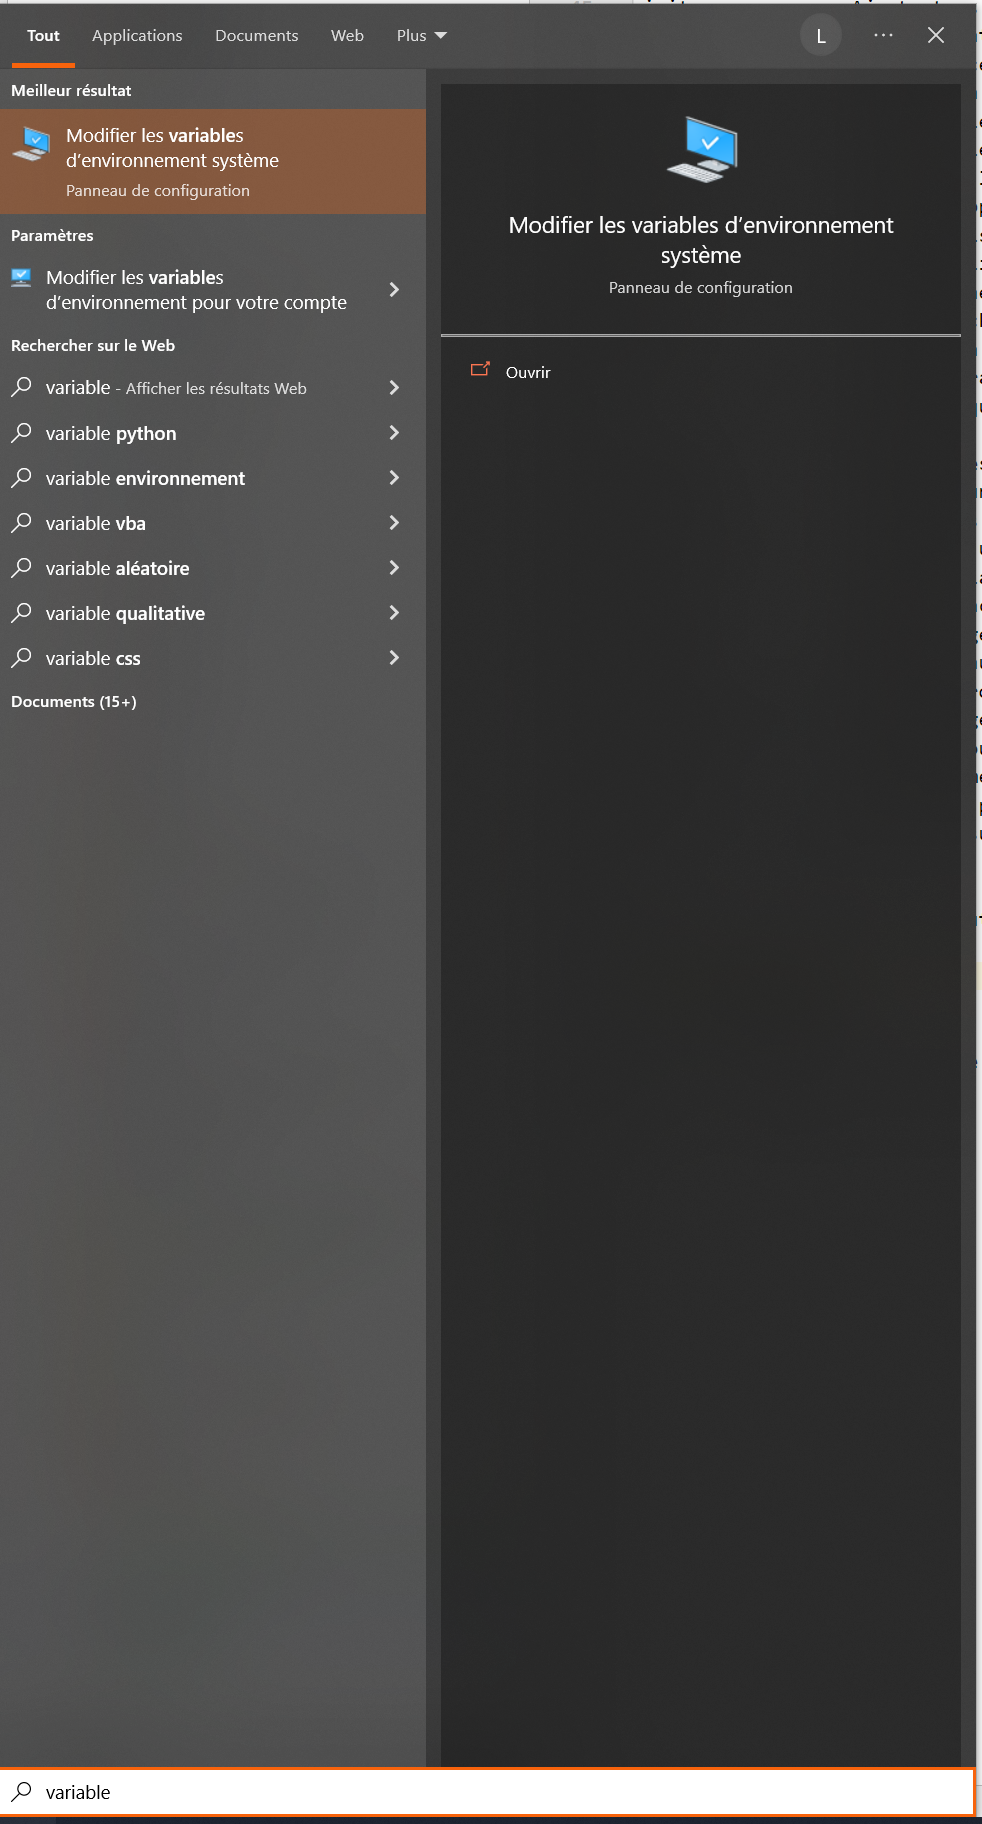 Tout Applications Documents Web Plus L
Meilleur résultat
Modifier les variables
d’environnement système
Panneau de configuration
Paramètres
Modifier les variables
d’environnement pour votre compte
Rechercher sur le Web
variable - Afficher les résultats Web
variable python
variable environnement
variable vba
variable aléatoire
variable qualitative
variable css
Documents (15+)
Modifier les variables d’environnement
système
Panneau de configuration
Ouvrir
variable